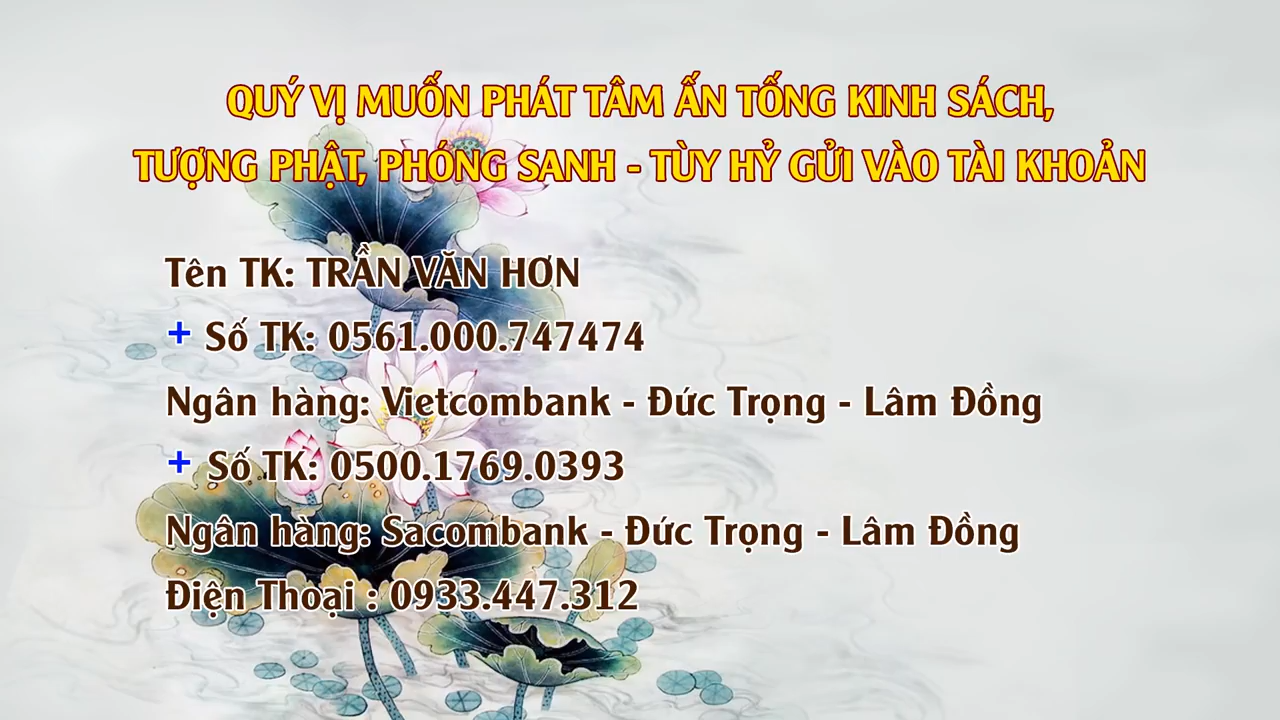 QUÝ VỊ MUỐN PHÁT TÂM ẤN TỐNG KINH SÁCH,
TƯỢNG PHẬT, PHÓNG SANH - TÙY HỶ GỬI VÀO TÀI KHOẢN
Tên TK: TRẦN VĂN HƠN
+ Số TK: 0561.000.747474
Ngân hàng: Vietcombank - Đức Trọng - Lâm Đồng
+ Số TK: 0500.1769.0393
Ngân hàng: Sacombank - Đức Trọng - Lâm Đồng
Điện Thoại : 0933.447.312